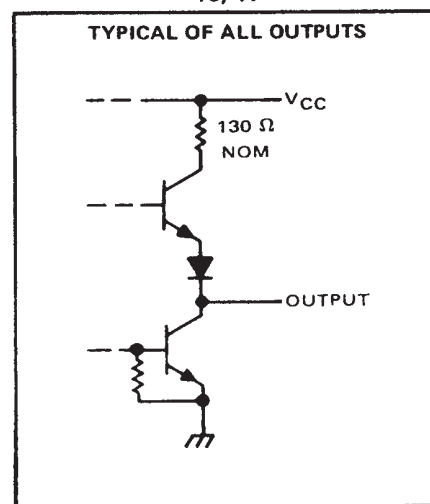 TYPICAL OF ALL OUTPUTS
VCC
130 Ω
NOM
OUTPUT